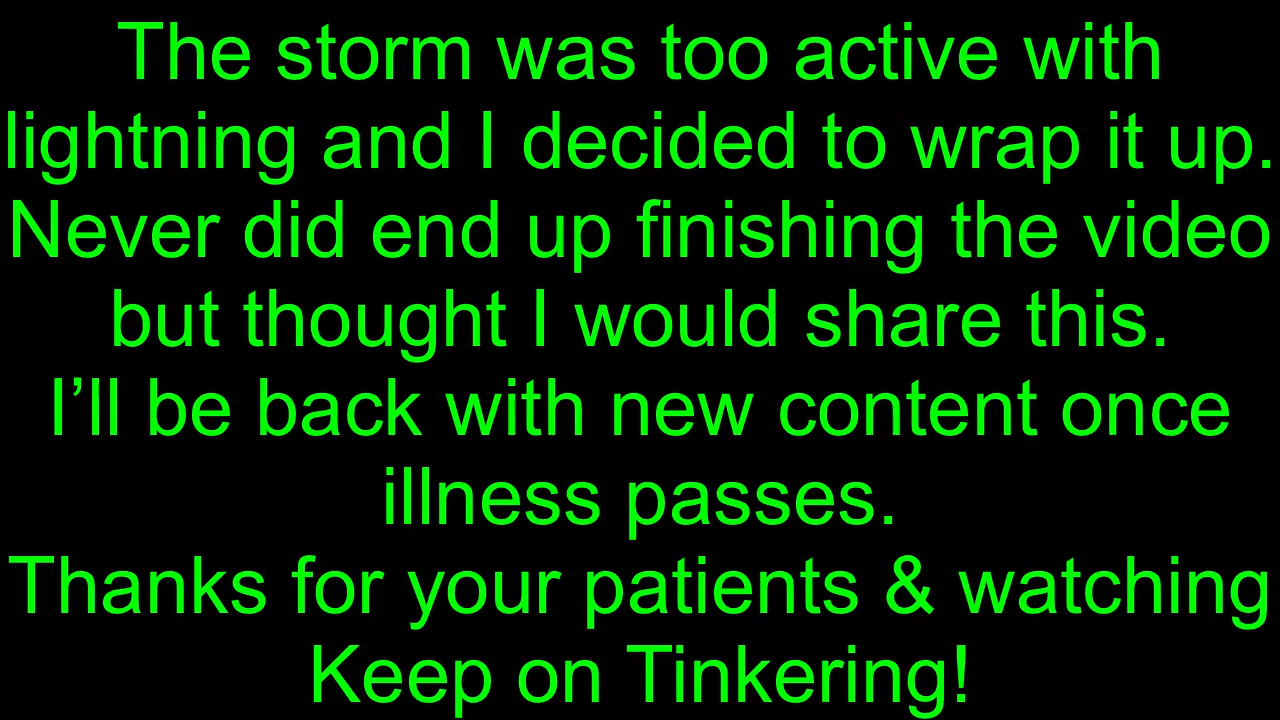 The storm was too active with
lightning and I decided to wrap it up.
Never did end up finishing the video
but thought I would share this.
I’ll be back with new content once
illness passes.
Thanks for your patients & watching
Keep on Tinkering!